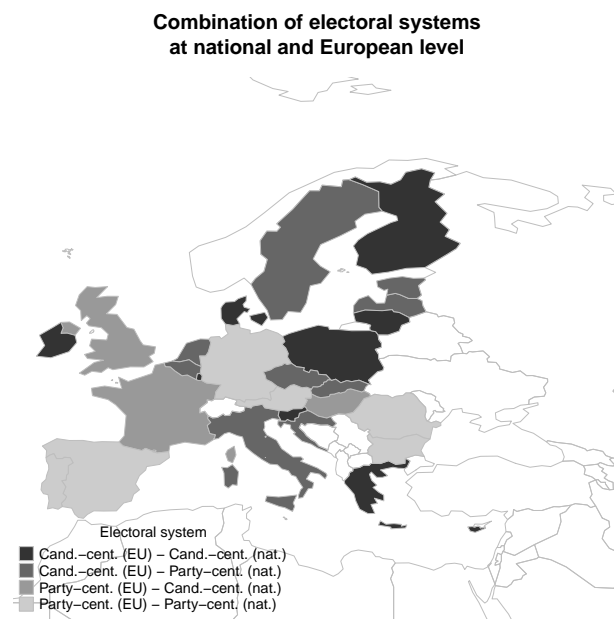 Combination of electoral systems
at national and European level
Electoral system
Cand.−cent. (EU) − Cand.−cent. (nat.)
Cand.−cent. (EU) − Party−cent. (nat.)
Party−cent. (EU) − Cand.−cent. (nat.)
Party−cent. (EU) − Party−cent. (nat.)